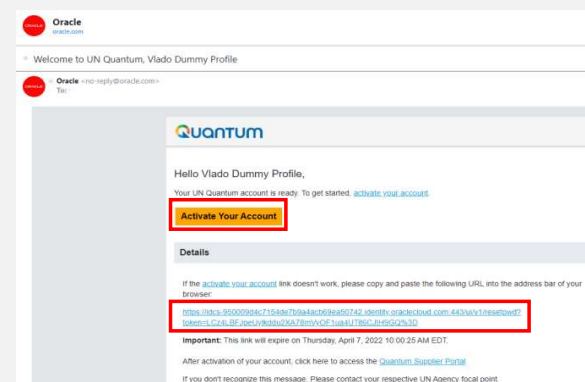 Oracle
oracle.com
Welcome to UN Quantum, Vlado Dummy Profile
Oracle <no-reply@oracle.com>
To:
Quantum
Hello Vlado Dummy Profile,
Your UN Quantum account is ready. To get started, activate your account.
Activate Your Account
Details
If the activate your account link doesn't work, please copy and paste the following URL into the address bar of your
browser:
Important: This link will expire on Thursday, April 7, 2022 10:00:25 AM EDT.
After activation of your account, click here to access the Quantum Supplier Portal
If you don't recognize this message. Please contact your respective UN Agency focal point